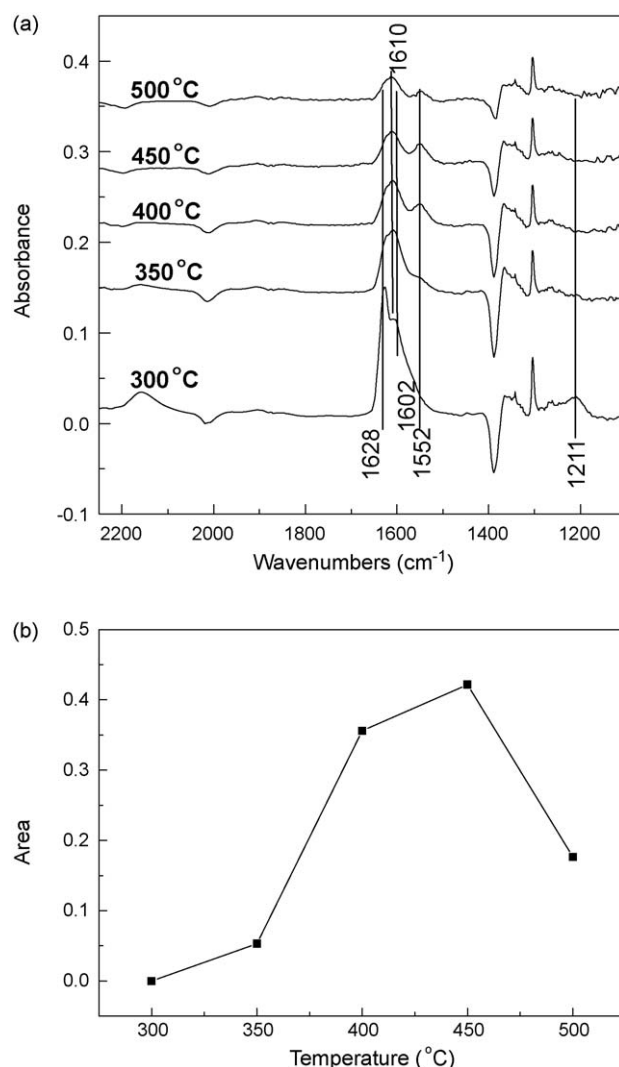 (a)
0.4
0.3
0.2
0.1
0.0
-0.1
Absorbance
500°C
450°C
400°C
350°C
300°C
1610
1628
1602
1552
1211
2200
2000
1800
1600
1400
1200
Wavenumbers (cm⁻¹)
(b)
0.5
0.4
0.3
0.2
0.1
0.0
Area
300
350
400
450
500
Temperature (°C)